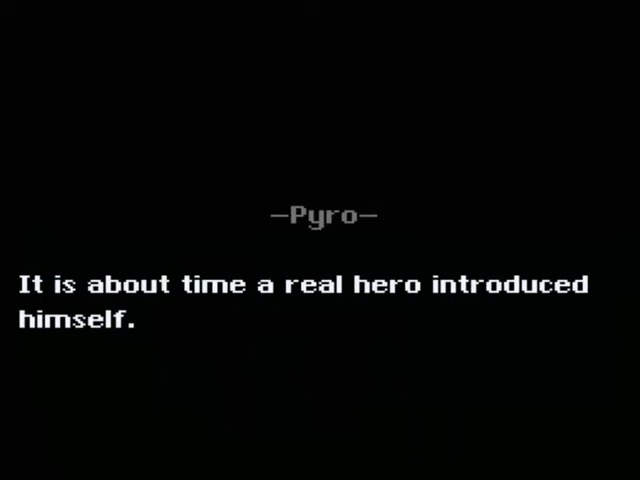 —Pyro—
It is about time a real hero introduced
himself.